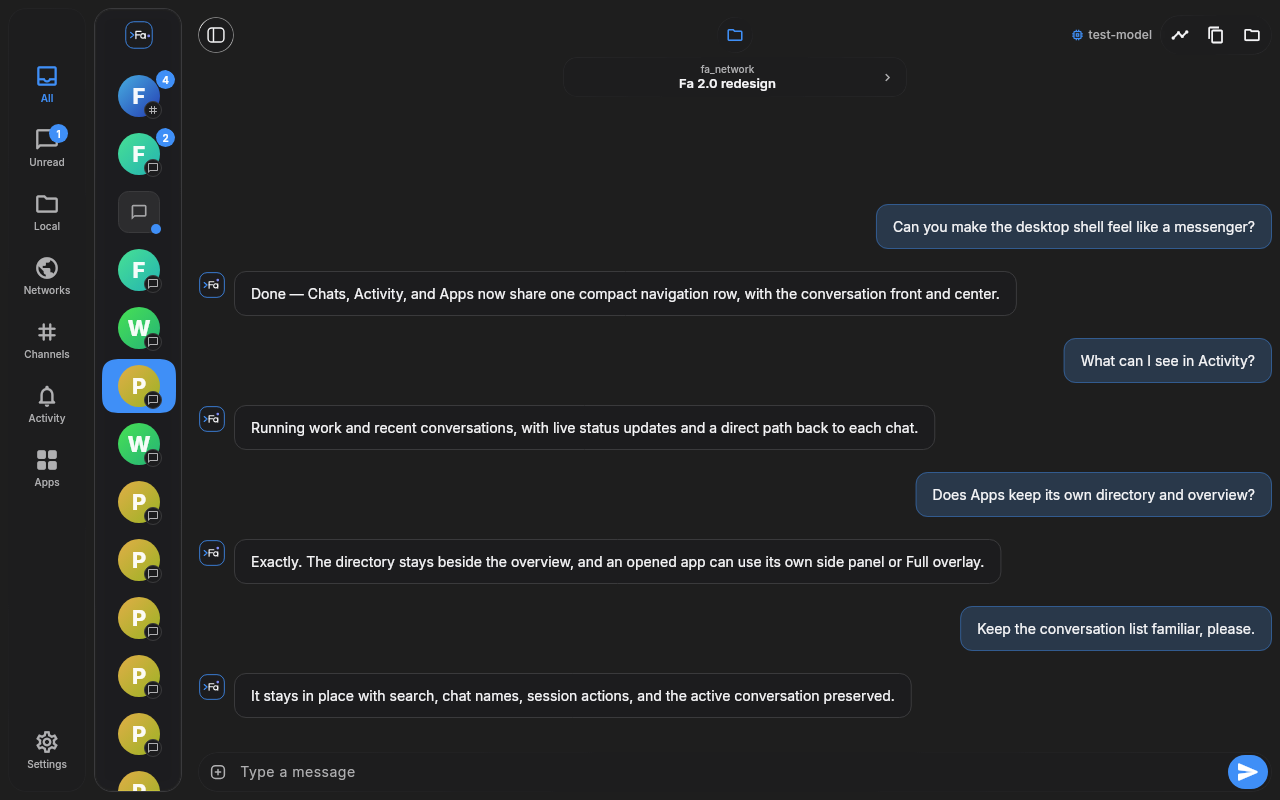 All
1
Unread
Local
Networks
Channels
Activity
Apps
Settings
>Fa
F
4
F
2
F
W
P
W
P
P
P
P
P
P
test-model
fa_network
Fa 2.0 redesign
Can you make the desktop shell feel like a messenger?
>Fa
Done — Chats, Activity, and Apps now share one compact navigation row, with the conversation front and center.
What can I see in Activity?
>Fa
Running work and recent conversations, with live status updates and a direct path back to each chat.
Does Apps keep its own directory and overview?
>Fa
Exactly. The directory stays beside the overview, and an opened app can use its own side panel or Full overlay.
Keep the conversation list familiar, please.
>Fa
It stays in place with search, chat names, session actions, and the active conversation preserved.
Type a message